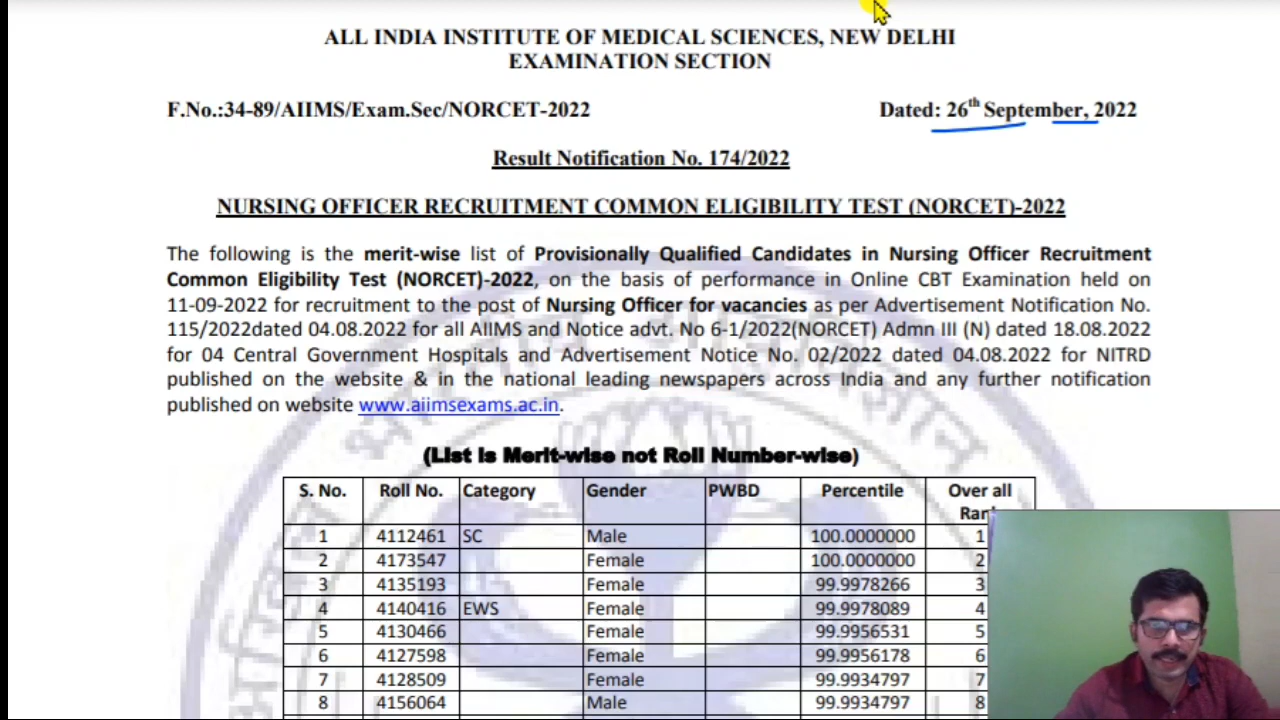 ALL INDIA INSTITUTE OF MEDICAL SCIENCES, NEW DELHI
EXAMINATION SECTION
F.No.:34-89/AIIMS/Exam.Sec/NORCET-2022 Dated: 26th September, 2022
Result Notification No. 174/2022
NURSING OFFICER RECRUITMENT COMMON ELIGIBILITY TEST (NORCET)-2022
The following is the merit-wise list of Provisionally Qualified Candidates in Nursing Officer Recruitment
Common Eligibility Test (NORCET)-2022, on the basis of performance in Online CBT Examination held on
11-09-2022 for recruitment to the post of Nursing Officer for vacancies as per Advertisement Notification No.
115/2022dated 04.08.2022 for all AIIMS and Notice advt. No 6-1/2022(NORCET) Admn III (N) dated 18.08.2022
for 04 Central Government Hospitals and Advertisement Notice No. 02/2022 dated 04.08.2022 for NITRD
published on the website & in the national leading newspapers across India and any further notification
published on website www.aiimsexams.ac.in.
(List is Merit-wise not Roll Number-wise)
S. No. Roll No. Category Gender PWBD Percentile Over all
1 4112461 SC Male 100.0000000 1
2 4173547 Female 100.0000000 2
3 4135193 Female 99.9978266 3
4 4140416 EWS Female 99.9978089 4
5 4130466 Female 99.9956531 5
6 4127598 Female 99.9956178 6
7 4128509 Female 99.9934797 7
8 4156064 Male 99.9934797 8